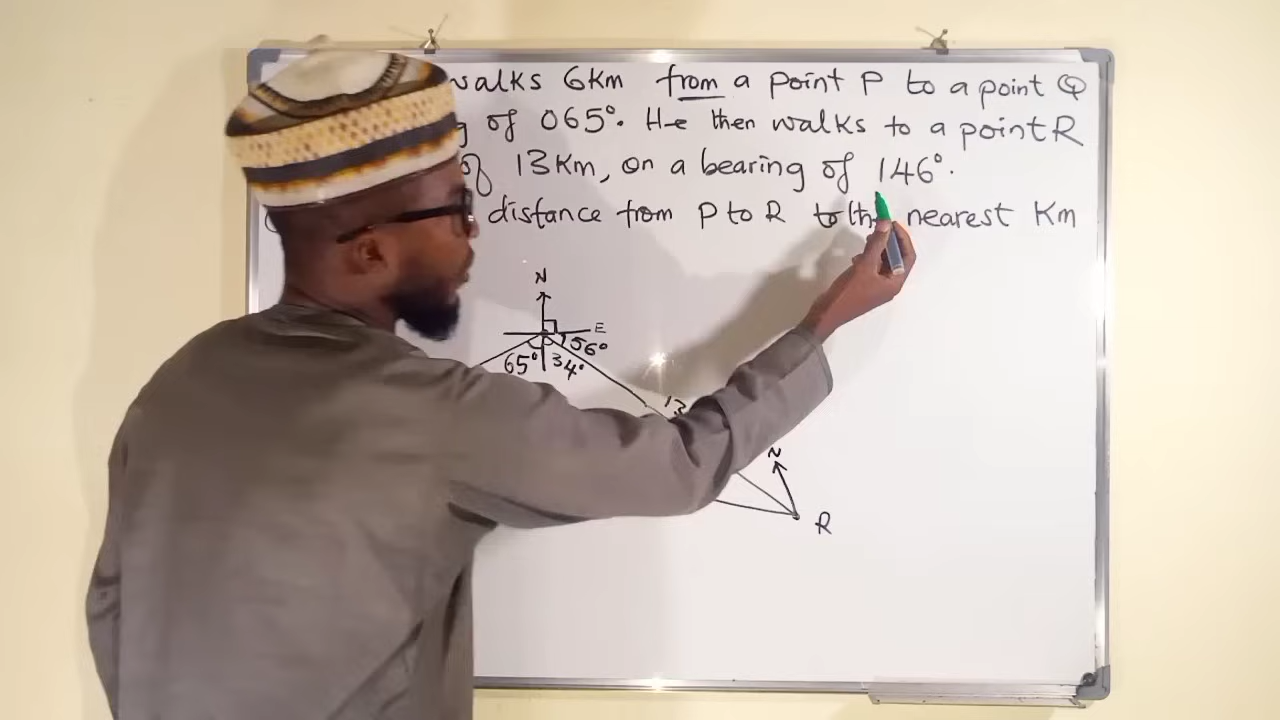 walks 6km from a point P to a point Q
of 065°. He then walks to a point R
of 13km, on a bearing of 146°.
distance from P to R to the nearest Km
N
E
56°
65° 34°
13
N
R